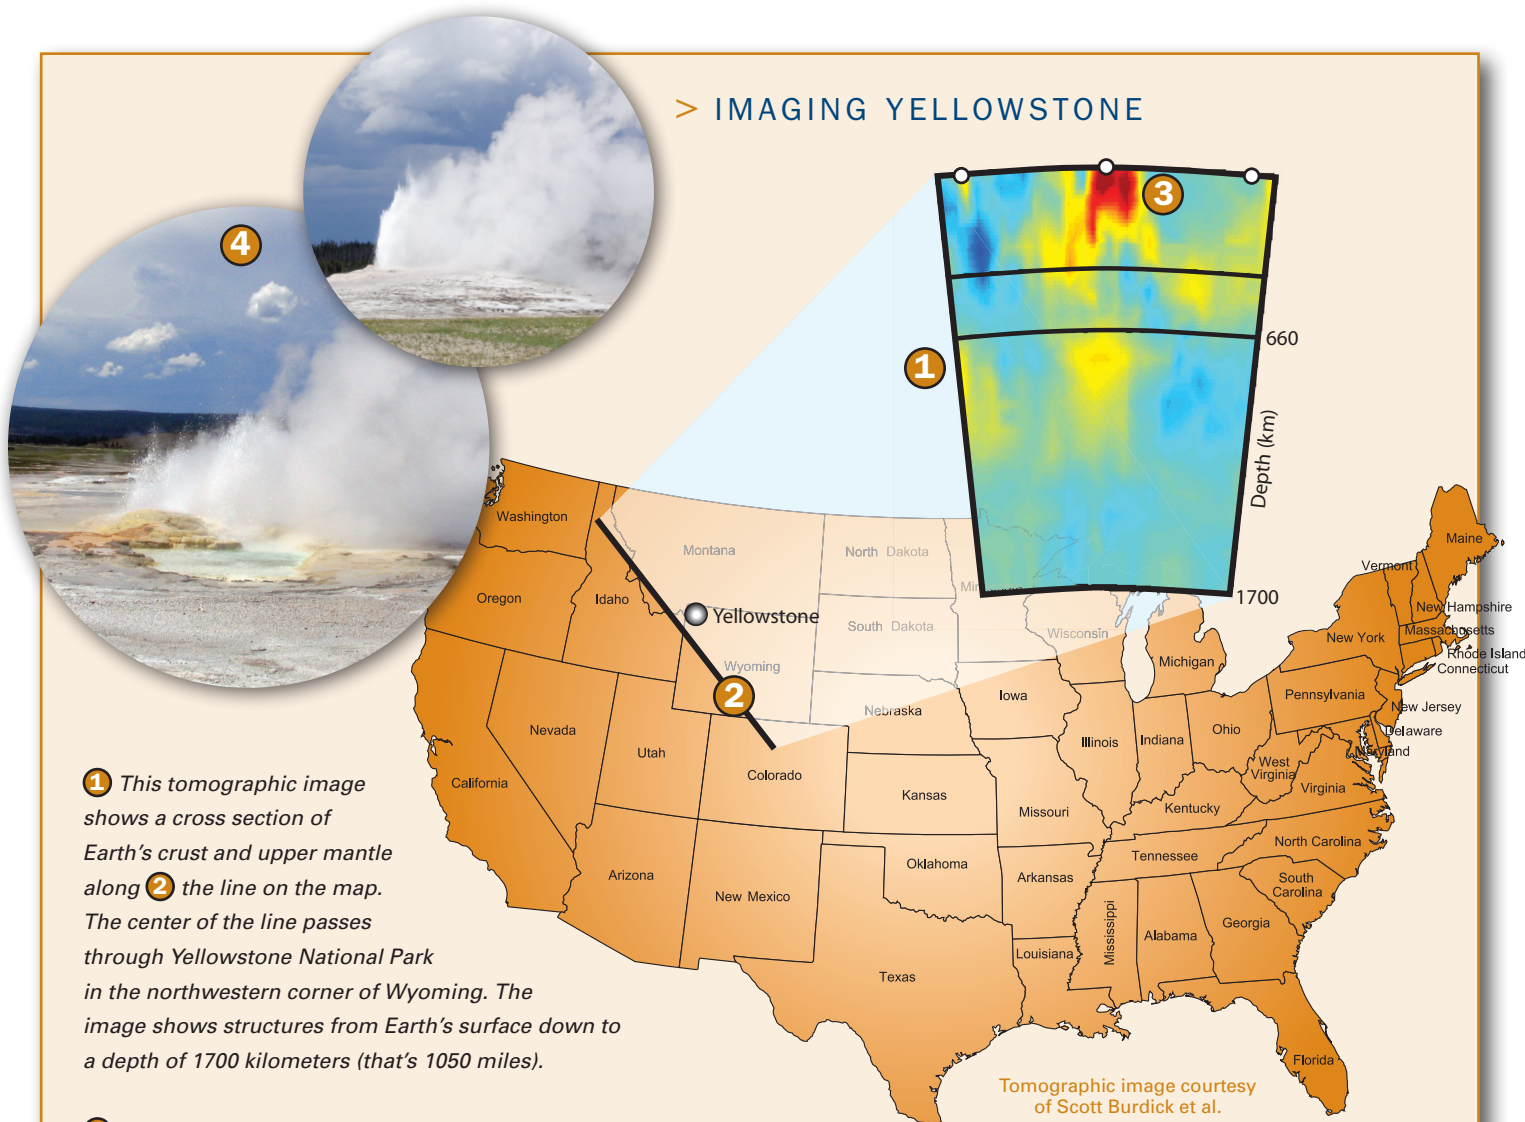 > IMAGING YELLOWSTONE
4
3
1
660
Depth (km)
1700
Washington
Montana
North Dakota
Maine
Vermont
Oregon
Idaho
New Hampshire
Yellowstone
South Dakota
Wisconsin
New York
Massachusetts
Rhode Island
Connecticut
Wyoming
Michigan
2
Iowa
Pennsylvania
Nebraska
New Jersey
Nevada
Utah
Illinois
Indiana
Ohio
Delaware
Maryland
West
Virginia
Virginia
California
Colorado
Kansas
Missouri
Kentucky
North Carolina
Tennessee
Oklahoma
Arkansas
South
Carolina
Arizona
New Mexico
Mississippi
Alabama
Georgia
Louisiana
Texas
Florida
1 This tomographic image
shows a cross section of
Earth's crust and upper mantle
along 2 the line on the map.
The center of the line passes
through Yellowstone National Park
in the northwestern corner of Wyoming. The
image shows structures from Earth's surface down to
a depth of 1700 kilometers (that's 1050 miles).
Tomographic image courtesy
of Scott Burdick et al.